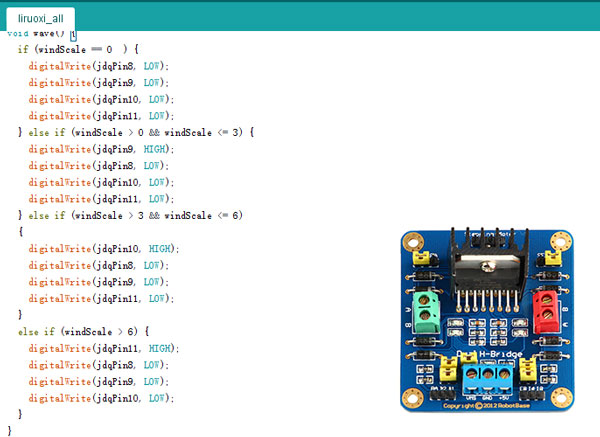 liruoxi_all
void wave() {
if (windScale == 0 ) {
digitalWrite(jdqPin8, LOW);
digitalWrite(jdqPin9, LOW);
digitalWrite(jdqPin10, LOW);
digitalWrite(jdqPin11, LOW);
} else if (windScale > 0 && windScale <= 3) {
digitalWrite(jdqPin9, HIGH);
digitalWrite(jdqPin8, LOW);
digitalWrite(jdqPin10, LOW);
digitalWrite(jdqPin11, LOW);
} else if (windScale > 3 && windScale <= 6)
{
digitalWrite(jdqPin10, HIGH);
digitalWrite(jdqPin8, LOW);
digitalWrite(jdqPin9, LOW);
digitalWrite(jdqPin11, LOW);
}
else if (windScale > 6) {
digitalWrite(jdqPin11, HIGH);
digitalWrite(jdqPin8, LOW);
digitalWrite(jdqPin9, LOW);
digitalWrite(jdqPin10, LOW);
}
}
A
B
B
H-Bridge
VMS GND +5V
Copyright©2012 RobotBase